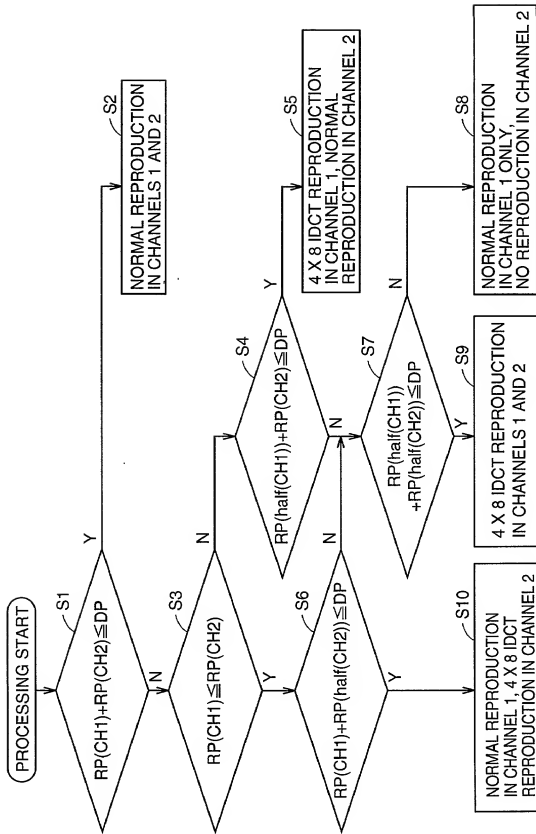 PROCESSING START
S1
RP(CH1)+RP(CH2)≦DP
Y
N
S2
NORMAL REPRODUCTION
IN CHANNELS 1 AND 2
S3
RP(CH1)≦RP(CH2)
N
Y
S4
RP(half(CH1))+RP(CH2)≦DP
Y
N
S5
4 X 8 IDCT REPRODUCTION
IN CHANNEL 1, NORMAL
REPRODUCTION IN CHANNEL 2
S6
RP(CH1)+RP(half(CH2))≦DP
N
Y
S7
RP(half(CH1))
+RP(half(CH2))≦DP
N
Y
S10
NORMAL REPRODUCTION
IN CHANNEL 1, 4 X 8 IDCT
REPRODUCTION IN CHANNEL 2
S9
4 X 8 IDCT REPRODUCTION
IN CHANNELS 1 AND 2
S8
NORMAL REPRODUCTION
IN CHANNEL 1 ONLY,
NO REPRODUCTION IN CHANNEL 2